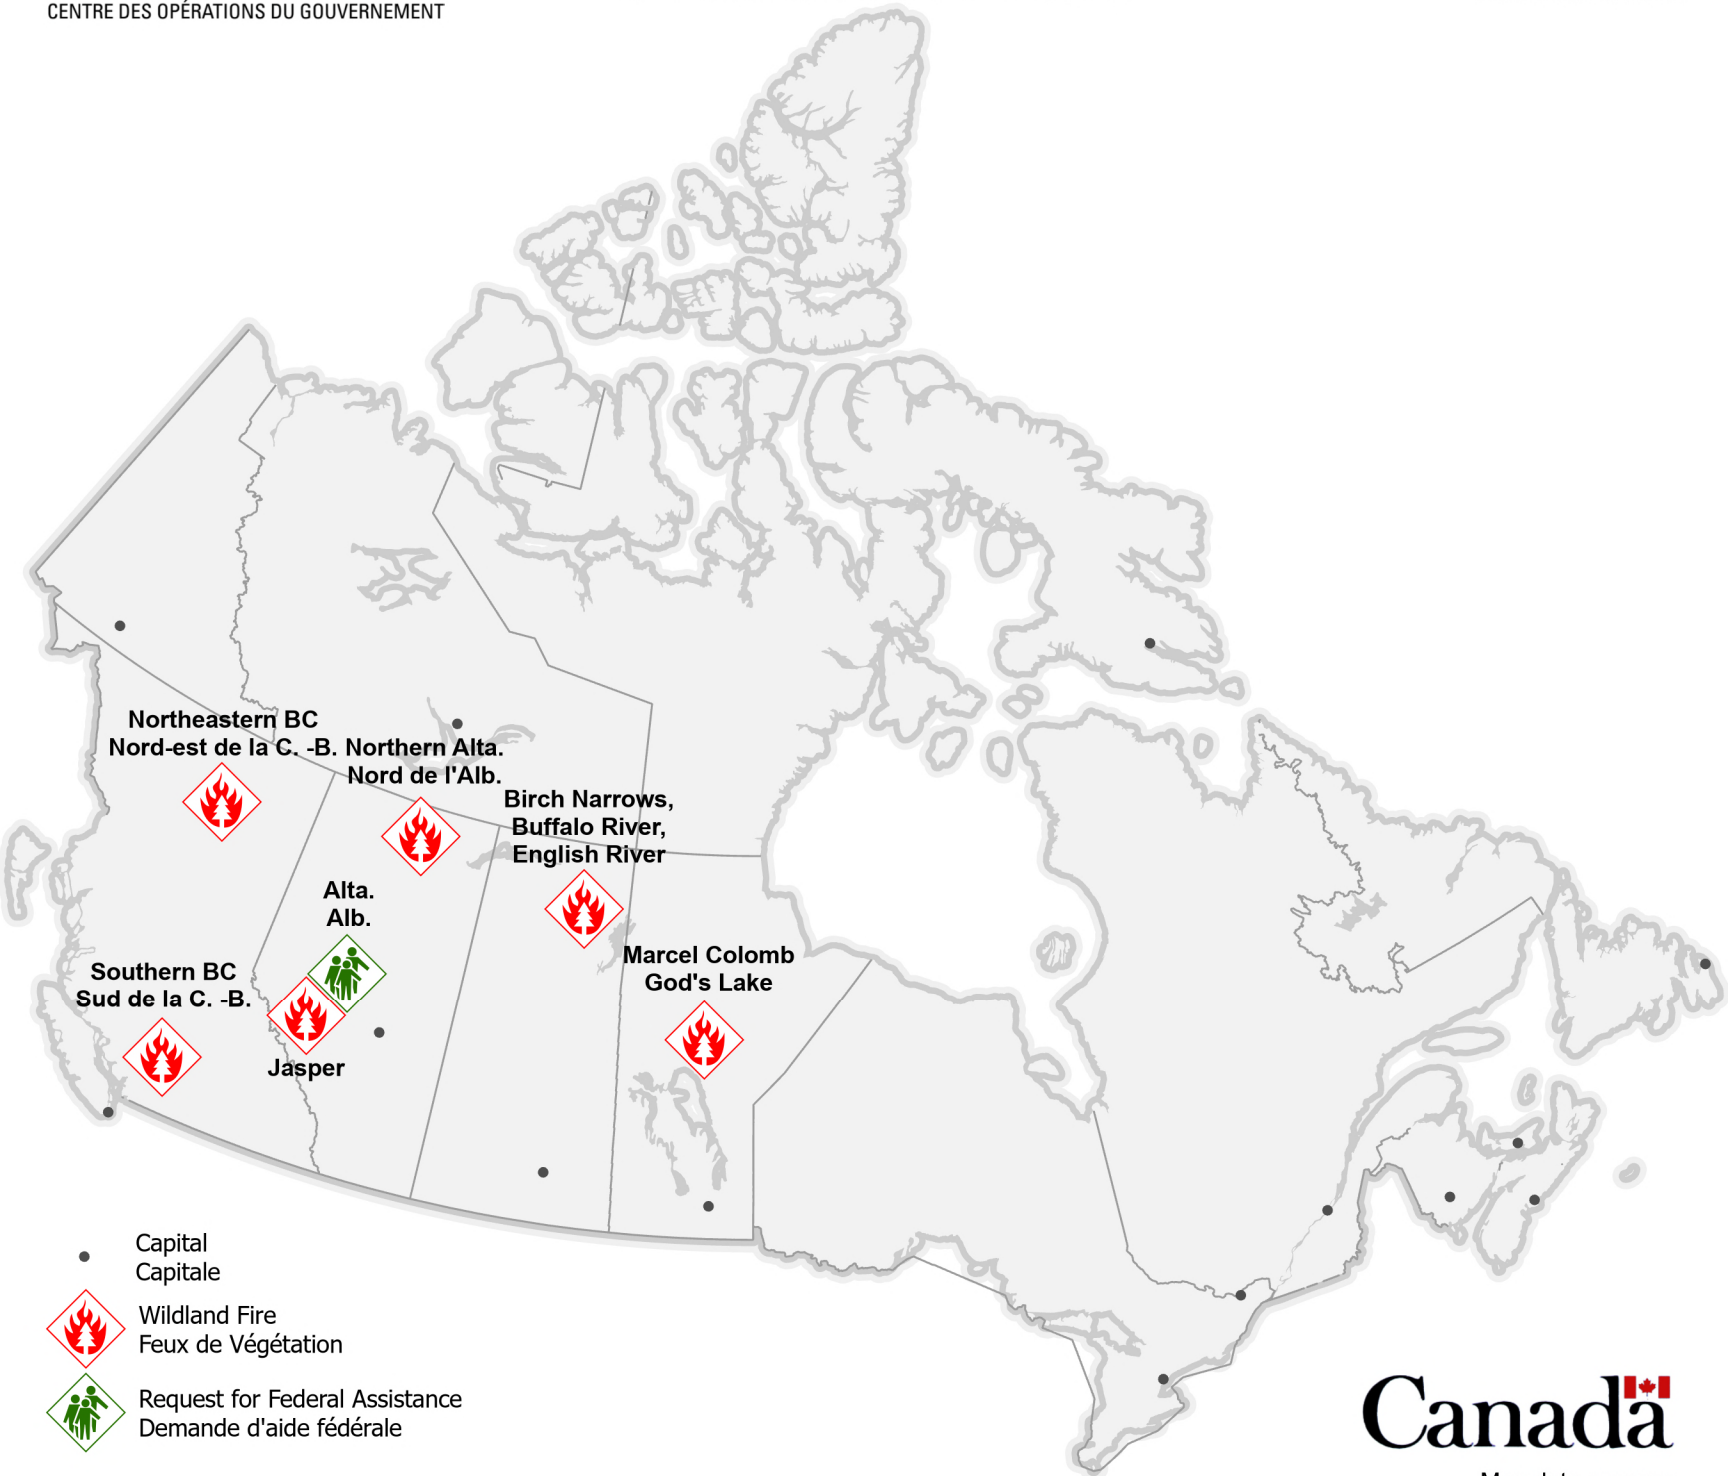 CENTRE DES OPÉRATIONS DU GOUVERNEMENT
Northeastern BC
Nord-est de la C. -B.
Northern Alta.
Nord de l'Alb.
Birch Narrows,
Buffalo River,
English River
Alta.
Alb.
Marcel Colomb
God's Lake
Southern BC
Sud de la C. -B.
Jasper
Capital
Capitale
Wildland Fire
Feux de Végétation
Request for Federal Assistance
Demande d'aide fédérale
Canada